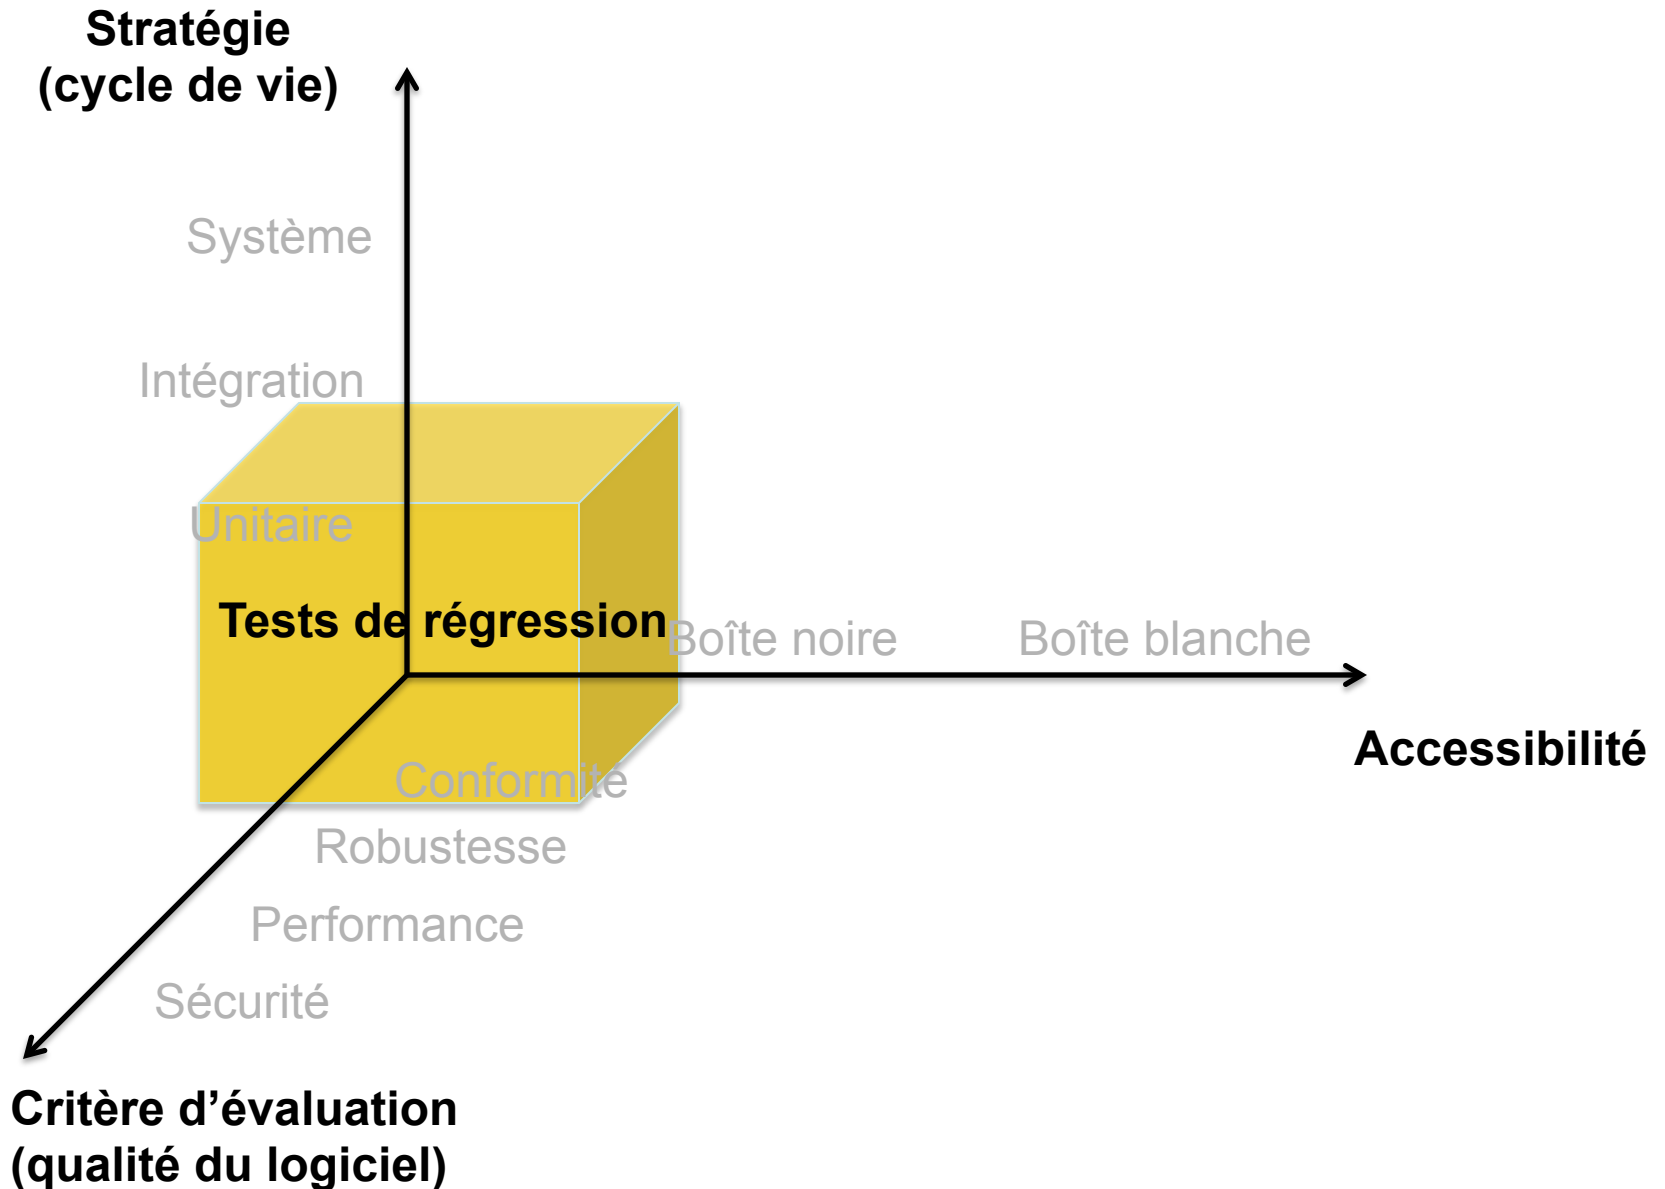 Stratégie
(cycle de vie)
Système
Intégration
Unitaire
Tests de régression
Boîte noire
Boîte blanche
Accessibilité
Conformité
Robustesse
Performance
Sécurité
Critère d’évaluation
(qualité du logiciel)